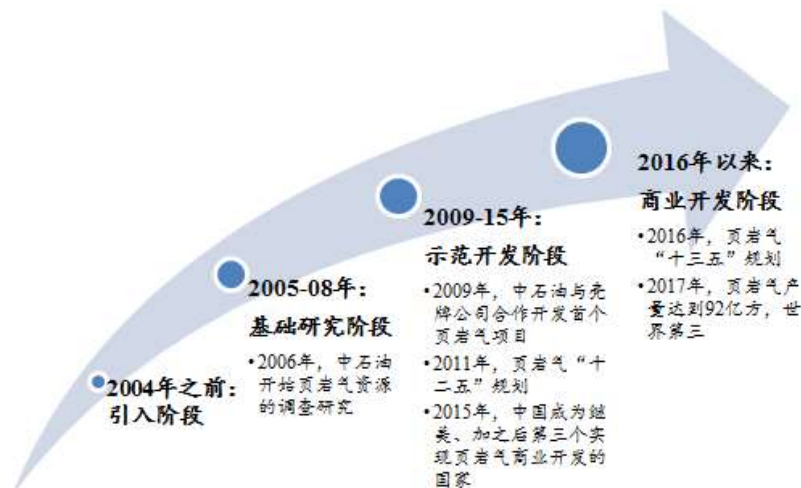 2004年之前：
引入阶段
2005-08年：
基础研究阶段
•2006年，中石油
开始页岩气资源
的调查研究
2009-15年：
示范开发阶段
•2009年，中石油与壳
牌公司合作开发首个
页岩气项目
•2011年，页岩气“十
二五”规划
•2015年，中国成为继
美、加之后第三个实
现页岩气商业开发的
国家
2016年以来：
商业开发阶段
•2016年，页岩气
“十三五”规划
•2017年，页岩气产
量达到92亿方，世
界第三